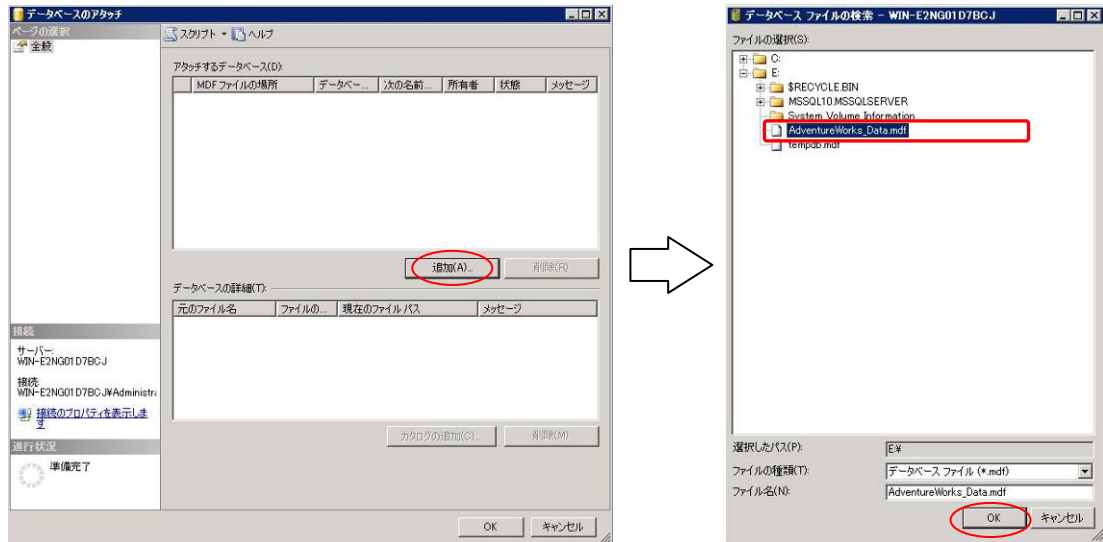 データベースのアタッチ
ページの選択
全般
スクリプト
ヘルプ
アタッチするデータベース(D):
MDF ファイルの場所
データベー...
次の名前...
所有者
状態
メッセージ
追加(A)...
削除(R)
データベースの詳細(T):
元のファイル名
ファイルの...
現在のファイル パス
メッセージ
カタログの追加(C)...
削除(M)
接続
サーバー:
WIN-E2NG01D7BCJ
接続:
WIN-E2NG01D7BCJ¥Administra
接続のプロパティを表示しま
す
進行状況
準備完了
OK
キャンセル
データベース ファイルの検索 - WIN-E2NG01D7BCJ
ファイルの選択(S):
C:
E:
$RECYCLE.BIN
MSSQL10.MSSQLSERVER
System Volume Information
AdventureWorks_Data.mdf
tempdb.mdf
選択したパス(P):
E:¥
ファイルの種類(T):
データベース ファイル (*.mdf)
ファイル名(N):
AdventureWorks_Data.mdf
OK
キャンセル